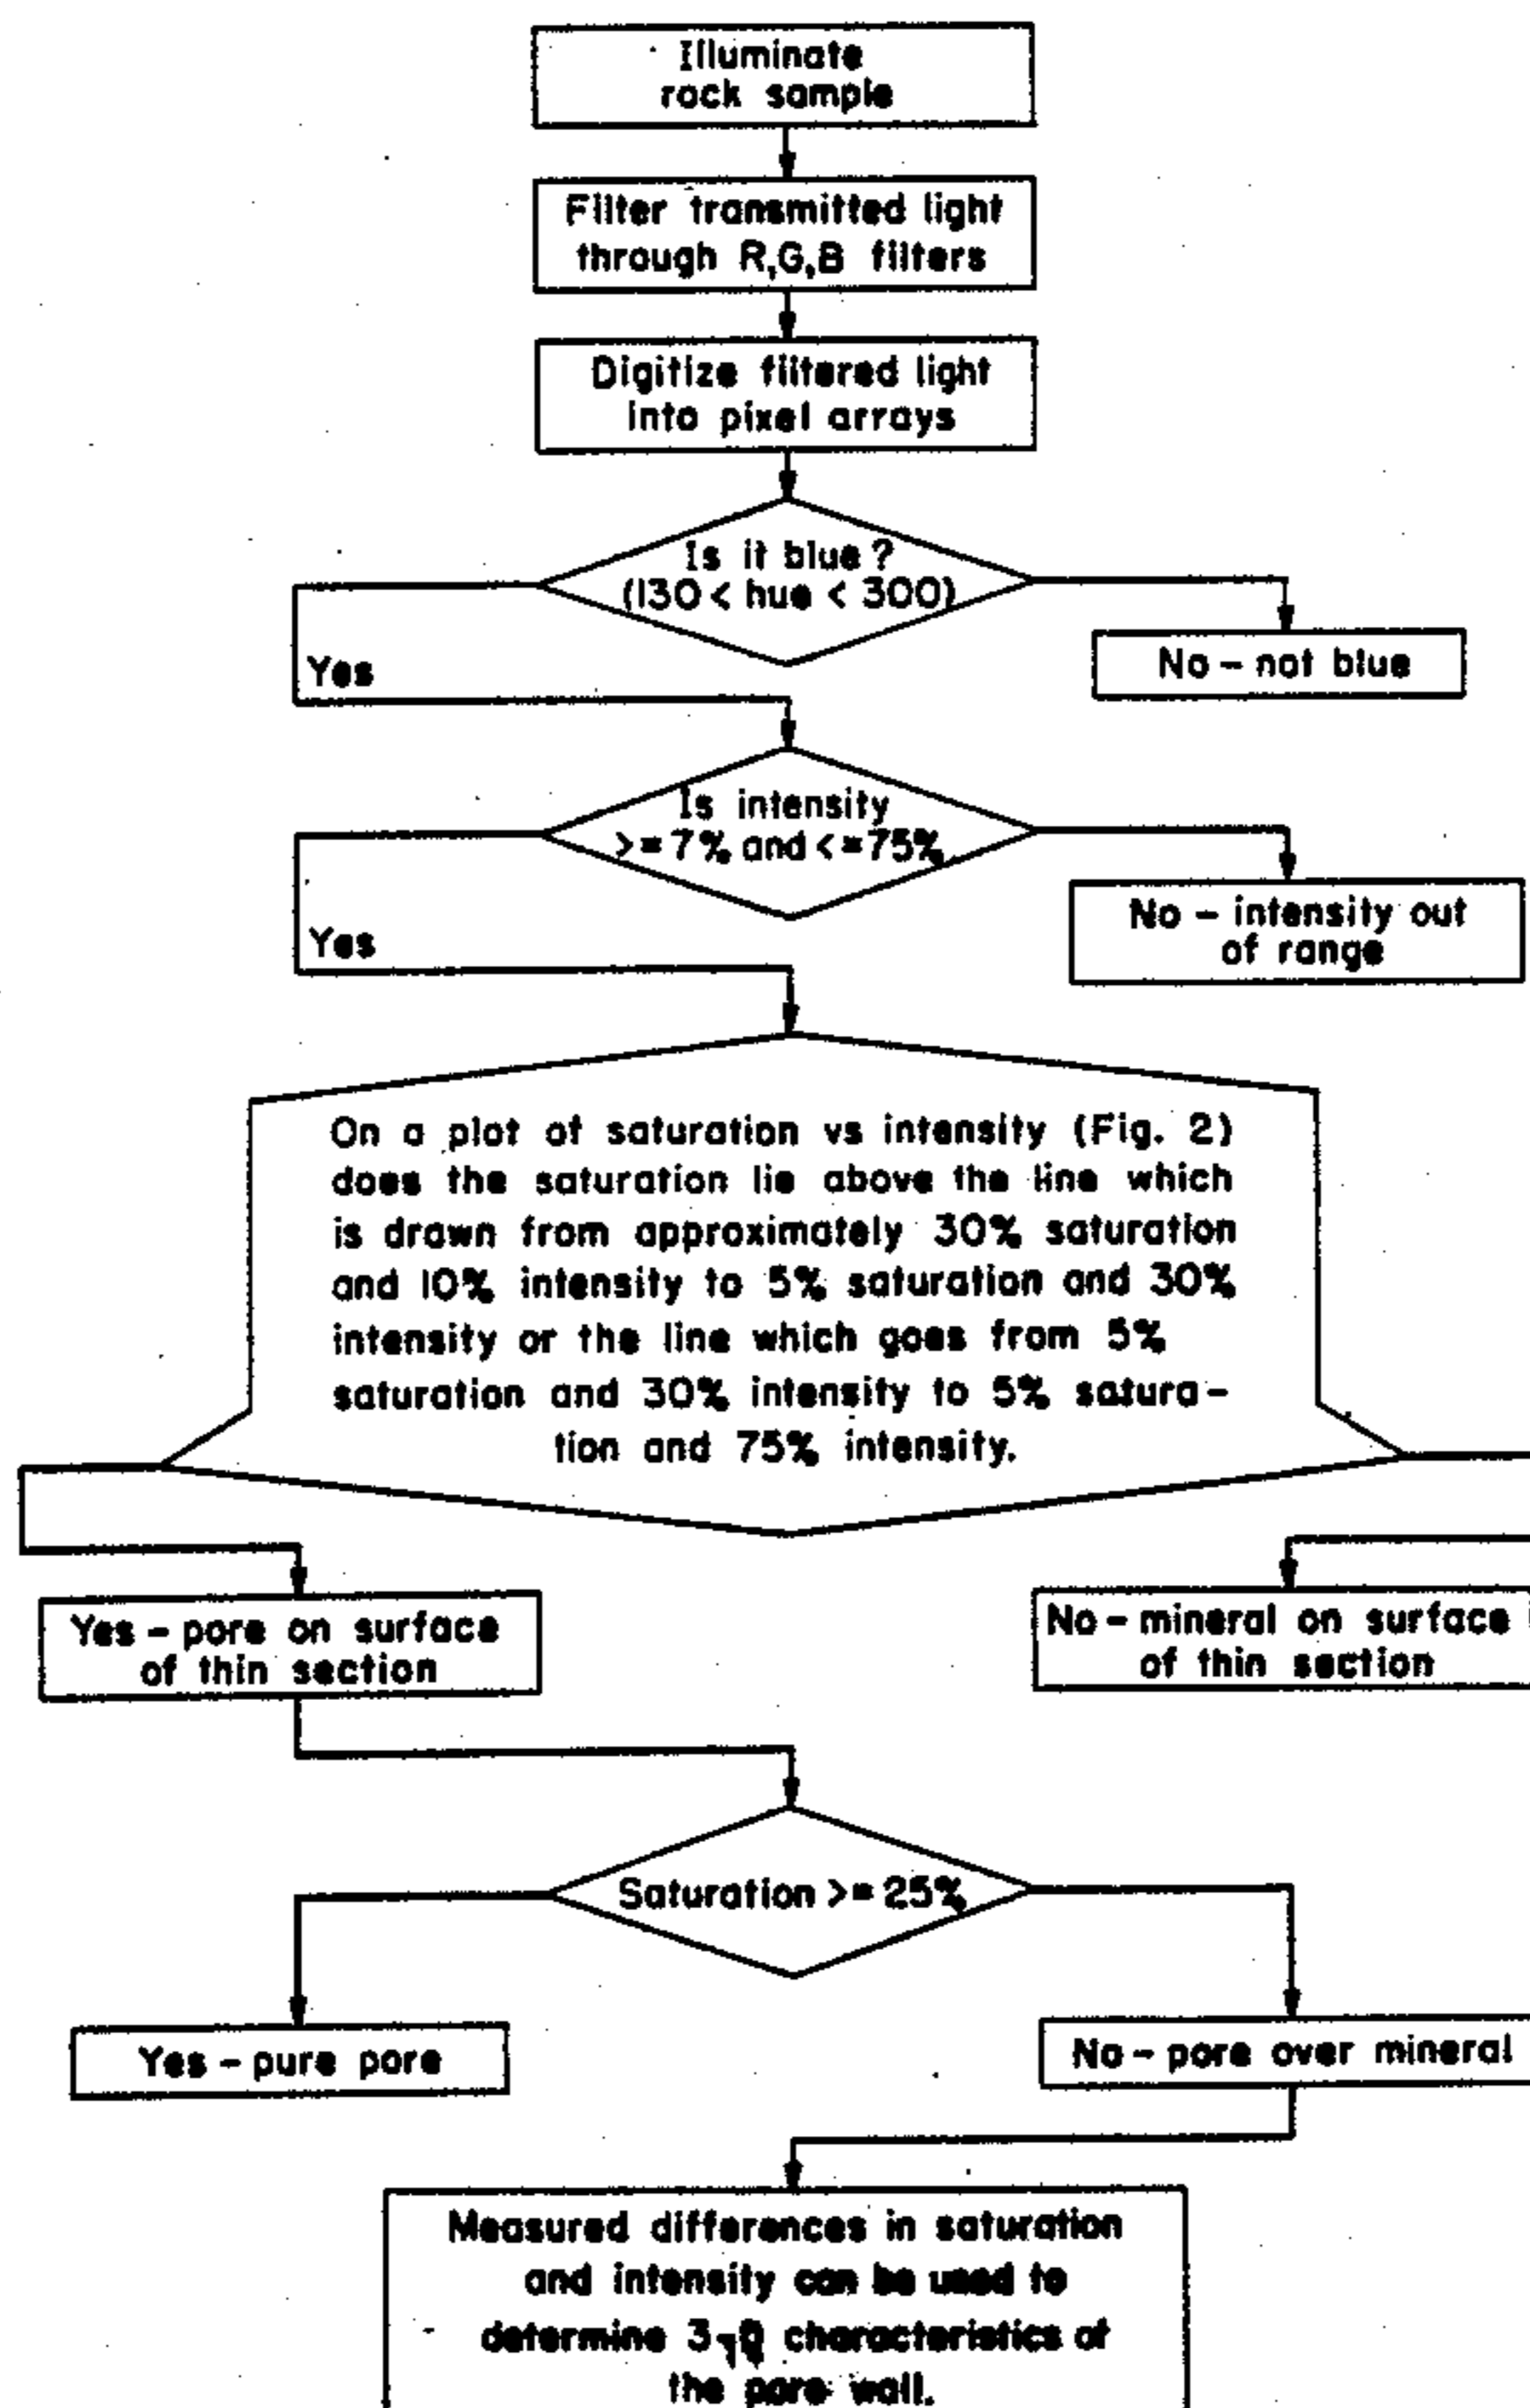 Illuminate
rock sample
Filter transmitted light
through R,G,B filters
Digitize filtered light
into pixel arrays
Is it blue?
(130 < hue < 300)
Yes
No - not blue
Is intensity
>=7% and <=75%
Yes
No - intensity out
of range
On a plot of saturation vs intensity (Fig. 2)
does the saturation lie above the line which
is drawn from approximately 30% saturation
and 10% intensity to 5% saturation and 30%
intensity or the line which goes from 5%
saturation and 30% intensity to 5% satura-
tion and 75% intensity.
Yes - pore on surface
of thin section
No - mineral on surface
of thin section
Saturation >= 25%
Yes - pure pore
No - pore over mineral
Measured differences in saturation
and intensity can be used to
determine characteristics of
the pore wall.